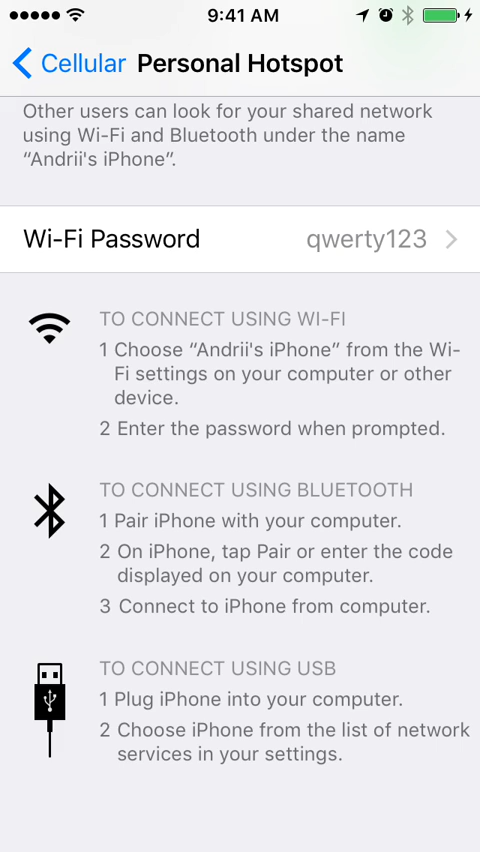 9:41 AM
Cellular Personal Hotspot
Other users can look for your shared network
using Wi-Fi and Bluetooth under the name
“Andrii's iPhone”.
Wi-Fi Password qwerty123
TO CONNECT USING WI-FI
1 Choose “Andrii's iPhone” from the Wi-
Fi settings on your computer or other
device.
2 Enter the password when prompted.
TO CONNECT USING BLUETOOTH
1 Pair iPhone with your computer.
2 On iPhone, tap Pair or enter the code
displayed on your computer.
3 Connect to iPhone from computer.
TO CONNECT USING USB
1 Plug iPhone into your computer.
2 Choose iPhone from the list of network
services in your settings.